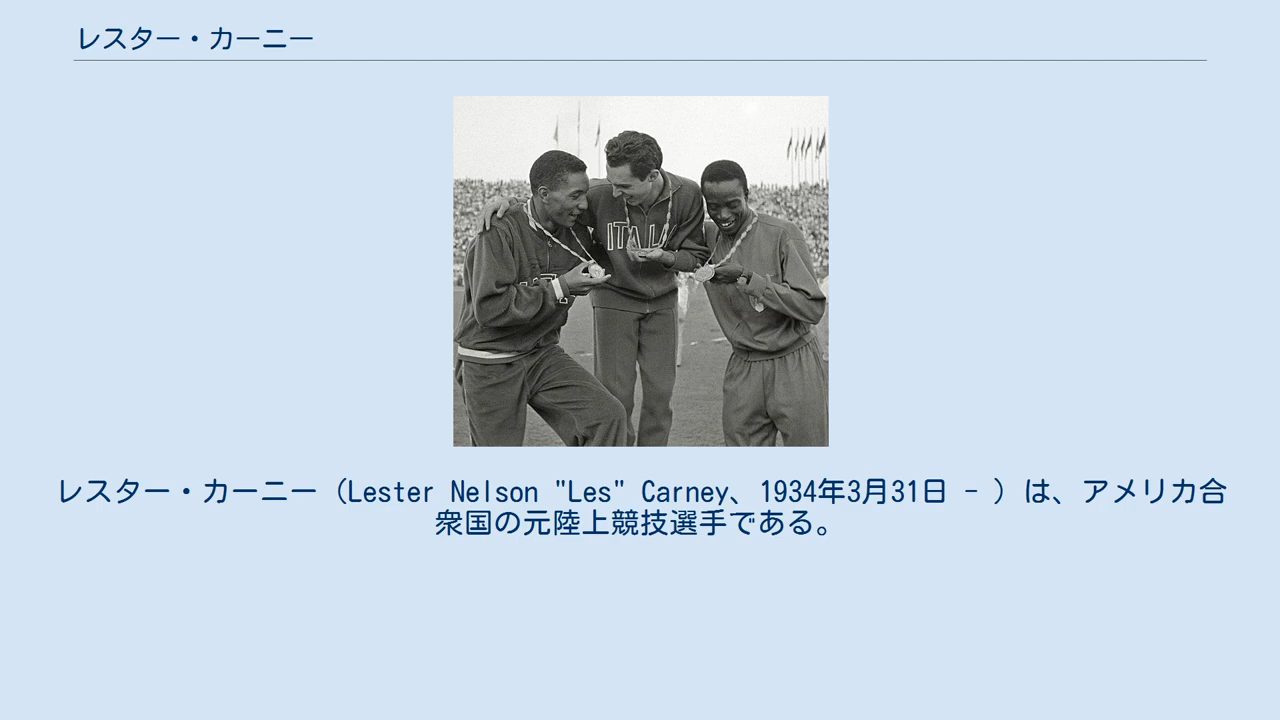 レスター・カーニー
ITALIA
レスター・カーニー（Lester Nelson "Les" Carney、1934年3月31日 - ）は、アメリカ合
衆国の元陸上競技選手である。